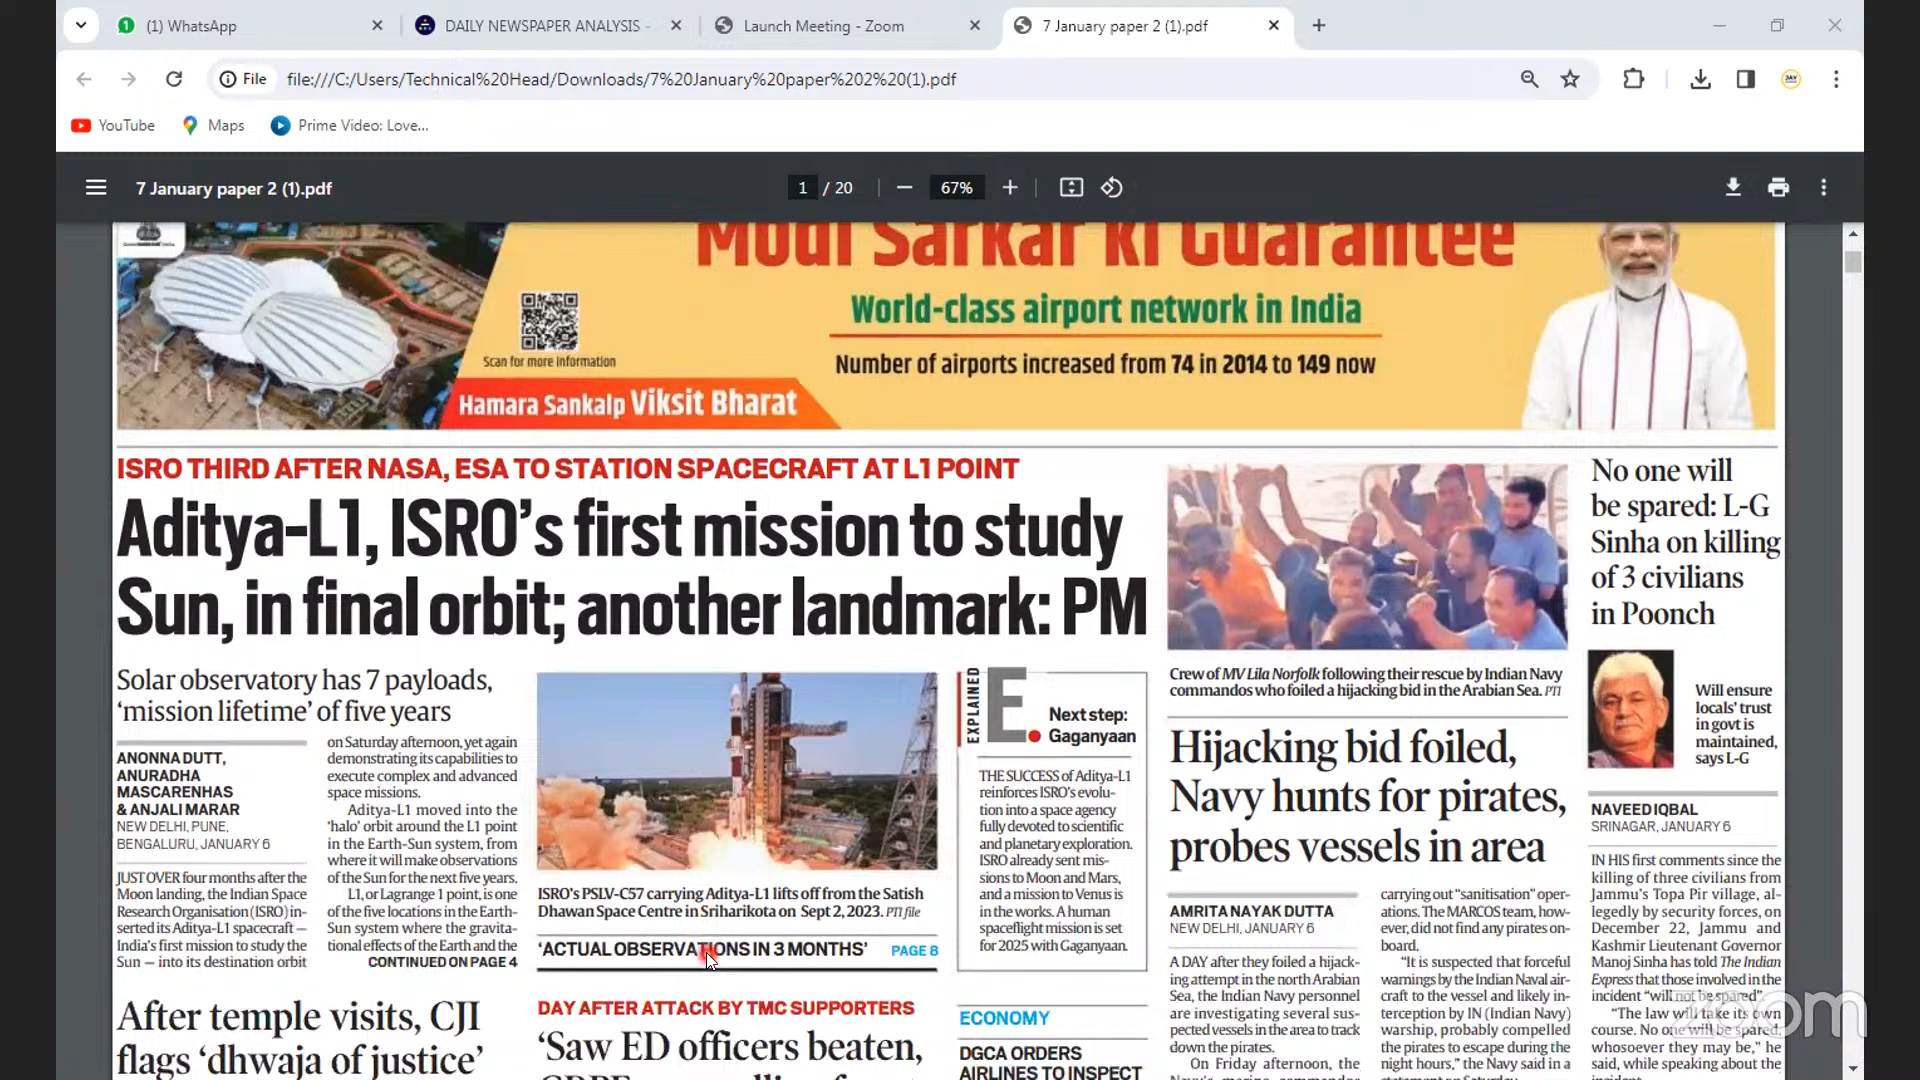 (1) WhatsApp
DAILY NEWSPAPER ANALYSIS -
Launch Meeting - Zoom
7 January paper 2 (1).pdf
File
file:///C:/Users/Technical%20Head/Downloads/7%20January%20paper%202%20(1).pdf
YouTube
Maps
Prime Video: Love...
7 January paper 2 (1).pdf
1 / 20
67%
Modi Sarkar Ki Guarantee
World-class airport network in India
Number of airports increased from 74 in 2014 to 149 now
Scan for more information
Hamara Sankalp Viksit Bharat
ISRO THIRD AFTER NASA, ESA TO STATION SPACECRAFT AT L1 POINT
Aditya-L1, ISRO's first mission to study
Sun, in final orbit; another landmark: PM
Solar observatory has 7 payloads,
'mission lifetime' of five years
ANONNA DUTT,
ANURADHA
MASCARENHAS
& ANJALI MARAR
NEW DELHI, PUNE,
BENGALURU, JANUARY 6
JUST OVER four months after the
Moon landing, the Indian Space
Research Organisation (ISRO) in-
serted its Aditya-L1 spacecraft —
India's first mission to study the
Sun — into its destination orbit
on Saturday afternoon, yet again
demonstrating its capabilities to
execute complex and advanced
space missions.
Aditya-L1 moved into the
'halo' orbit around the L1 point
in the Earth-Sun system, from
where it will make observations
of the Sun for the next five years.
L1, or Lagrange 1 point, is one
of the five locations in the Earth-
Sun system where the gravita-
tional effects of the Earth and the
CONTINUED ON PAGE 4
ISRO's PSLV-C57 carrying Aditya-L1 lifts off from the Satish
Dhawan Space Centre in Sriharikota on Sept 2, 2023. PTI file
'ACTUAL OBSERVATIONS IN 3 MONTHS' PAGE 8
EXPLAINED
E.
Next step:
Gaganyaan
THE SUCCESS of Aditya-L1
reinforces ISRO's evolu-
tion into a space agency
fully devoted to scientific
and planetary exploration.
ISRO already sent mis-
sions to Moon and Mars,
and a mission to Venus is
in the works. A human
spaceflight mission is set
for 2025 with Gaganyaan.
Crew of MV Lila Norfolk following their rescue by Indian Navy
commandos who foiled a hijacking bid in the Arabian Sea. PTI
Hijacking bid foiled,
Navy hunts for pirates,
probes vessels in area
AMRITA NAYAK DUTTA
NEW DELHI, JANUARY 6
A DAY after they foiled a hijack-
ing attempt in the north Arabian
Sea, the Indian Navy personnel
are investigating several sus-
pected vessels in the area to track
down the pirates.
On Friday afternoon, the
Navy's marine commandos
carrying out "sanitisation" oper-
ations. The MARCOS team, how-
ever, did not find any pirates on-
board.
"It is suspected that forceful
warnings by the Indian Naval air-
craft to the vessel and likely in-
terception by IN (Indian Navy)
warship, probably compelled
the pirates to escape during the
night hours," the Navy said in a
statement on Saturday.
No one will
be spared: L-G
Sinha on killing
of 3 civilians
in Poonch
Will ensure
locals' trust
in govt is
maintained,
says L-G
NAVEED IQBAL
SRINAGAR, JANUARY 6
IN HIS first comments since the
killing of three civilians from
Jammu's Topa Pir village, al-
legedly by security forces, on
December 22, Jammu and
Kashmir Lieutenant Governor
Manoj Sinha has told The Indian
Express that those involved in the
incident "will not be spared".
"The law will take its own
course. No one will be spared,
whosoever they may be," he
said, while speaking about the
incident.
After temple visits, CJI
flags 'dhwaja of justice'
DAY AFTER ATTACK BY TMC SUPPORTERS
'Saw ED officers beaten,
ECONOMY
DGCA ORDERS
AIRLINES TO INSPECT
zoom